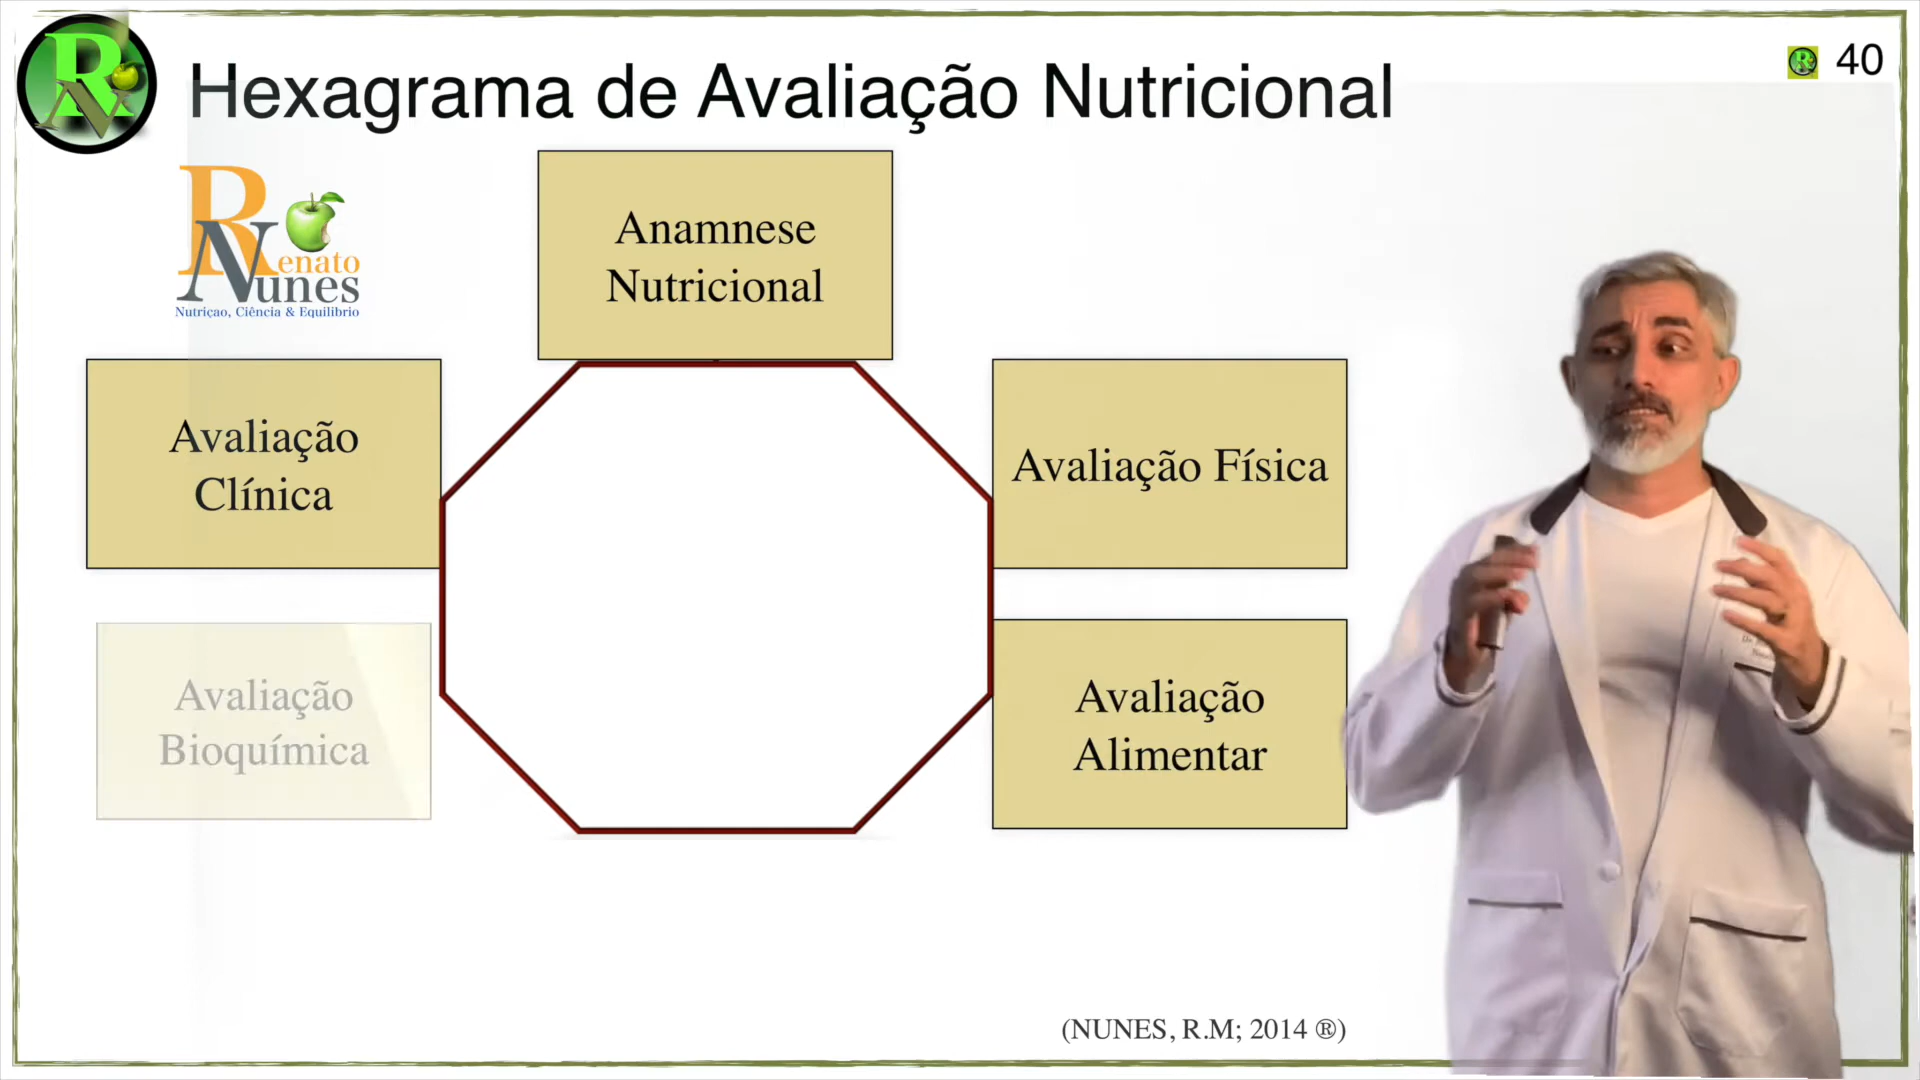 Hexagrama de Avaliação Nutricional
40
Renato
Nunes
Nutriçao, Ciência & Equilíbrio
Anamnese
Nutricional
Avaliação
Clínica
Avaliação Física
Avaliação
Bioquímica
Avaliação
Alimentar
(NUNES, R.M; 2014 ®)